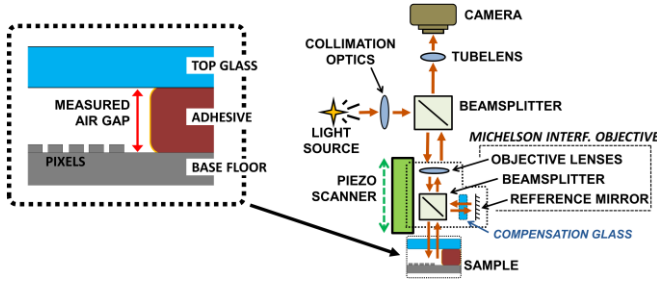 TOP GLASS
MEASURED
AIR GAP
ADHESIVE
PIXELS
BASE FLOOR
CAMERA
COLLIMATION
OPTICS
TUBELENS
BEAMSPLITTER
LIGHT
SOURCE
MICHELSON INTERF. OBJECTIVE
OBJECTIVE LENSES
BEAMSPLITTER
REFERENCE MIRROR
PIEZO
SCANNER
COMPENSATION GLASS
SAMPLE